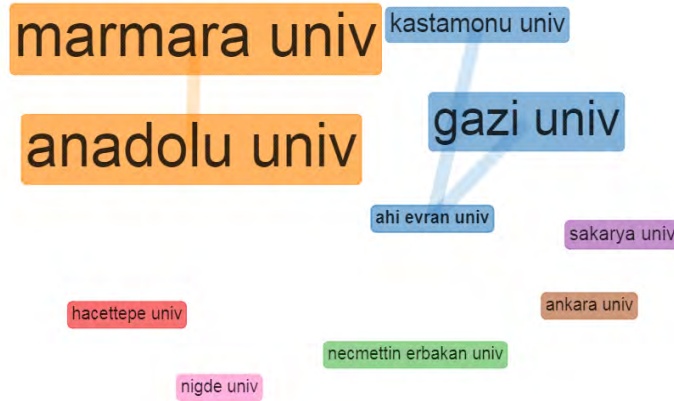 marmara univ
kastamonu univ
anadolu univ
gazi univ
ahi evran univ
sakarya univ
hacettepe univ
ankara univ
necmettin erbakan univ
nigde univ